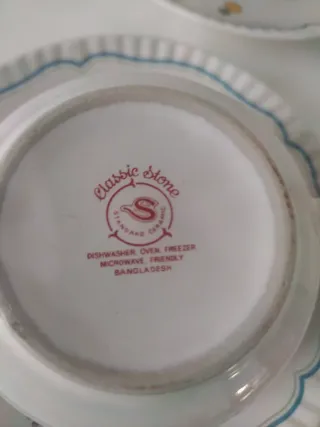 Classic Stone
S
STANDARD CERAMIC
DISHWASHER, OVEN, FREEZER
MICROWAVE, FRIENDLY
BANGLADESH